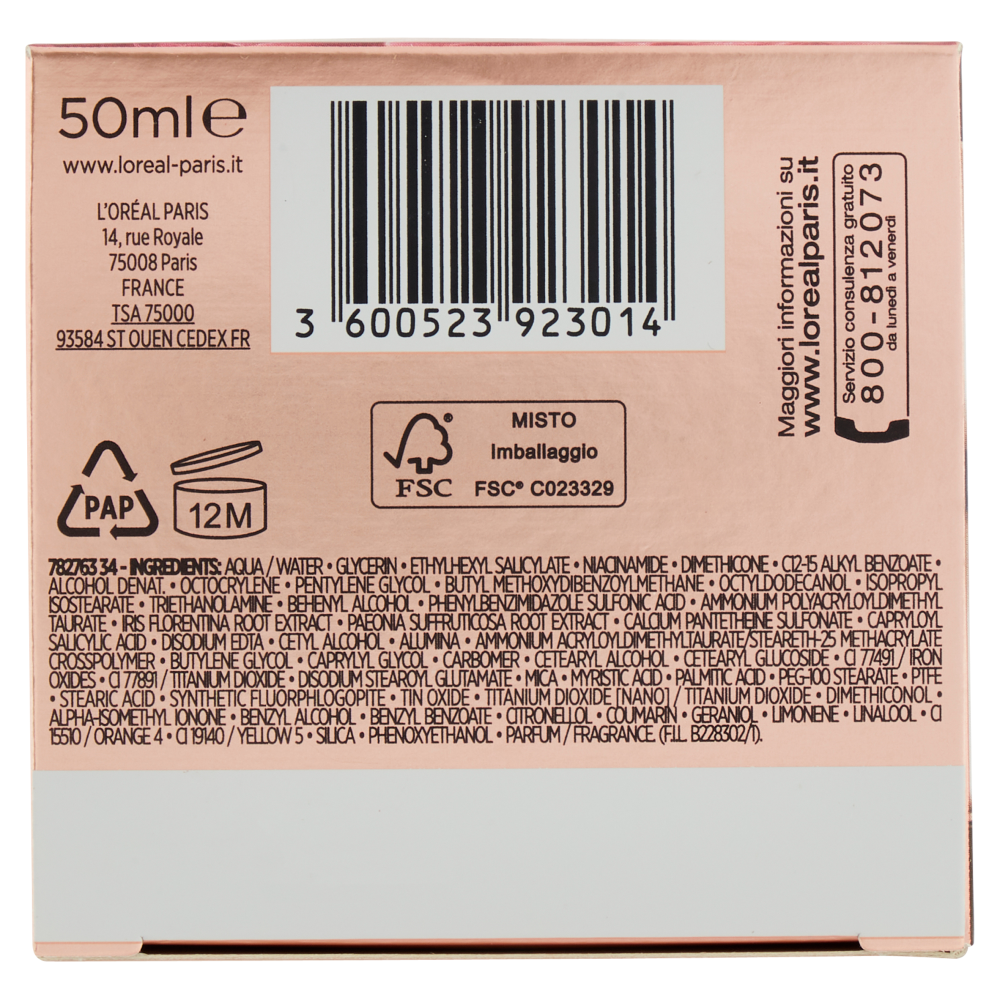 50ml e
www.loreal-paris.it
L'ORÉAL PARIS
14, rue Royale
75008 Paris
FRANCE
TSA 75000
93584 ST OUEN CEDEX FR
3 600523 923014
Maggiori informazioni su
www.lorealparis.it
Servizio consulenza gratuito
800-812073
da lunedì a venerdì
PAP
12M
MISTO
Imballaggio
FSC® C023329
FSC
782763 34 - INGREDIENTS: AQUA / WATER • GLYCERIN • ETHYLHEXYL SALICYLATE • NIACINAMIDE • DIMETHICONE • C12-15 ALKYL BENZOATE •
ALCOHOL DENAT. • OCTOCRYLENE • PENTYLENE GLYCOL • BUTYL METHOXYDIBENZOYLMETHANE • OCTYLDODECANOL • ISOPROPYL
ISOSTEARATE • TRIETHANOLAMINE • BEHENYL ALCOHOL • PHENYLBENZIMIDAZOLE SULFONIC ACID • AMMONIUM POLYACRYLOYLDIMETHYL
TAURATE • IRIS FLORENTINA ROOT EXTRACT • PAEONIA SUFFRUTICOSA ROOT EXTRACT • CALCIUM PANTETHEINE SULFONATE • CAPRYLOYL
SALICYLIC ACID • DISODIUM EDTA • CETYL ALCOHOL • ALUMINA • AMMONIUM ACRYLOYLDIMETHYLTAURATE/STEARETH-25 METHACRYLATE
CROSSPOLYMER • BUTYLENE GLYCOL • CAPRYLYL GLYCOL • CARBOMER • CETEARYL ALCOHOL • CETEARYL GLUCOSIDE • CI 77491 / IRON
OXIDES • CI 77891 / TITANIUM DIOXIDE • DISODIUM STEAROYL GLUTAMATE • MICA • MYRISTIC ACID • PALMITIC ACID • PEG-100 STEARATE • PTFE
• STEARIC ACID • SYNTHETIC FLUORPHLOGOPITE • TIN OXIDE • TITANIUM DIOXIDE [NANO] / TITANIUM DIOXIDE • DIMETHICONOL •
ALPHA-ISOMETHYL IONONE • BENZYL ALCOHOL • BENZYL BENZOATE • CITRONELLOL • COUMARIN • GERANIOL • LIMONENE • LINALOOL • CI
15510 / ORANGE 4 • CI 19140 / YELLOW 5 • SILICA • PHENOXYETHANOL • PARFUM / FRAGRANCE. (F.I.L. B228302/1).